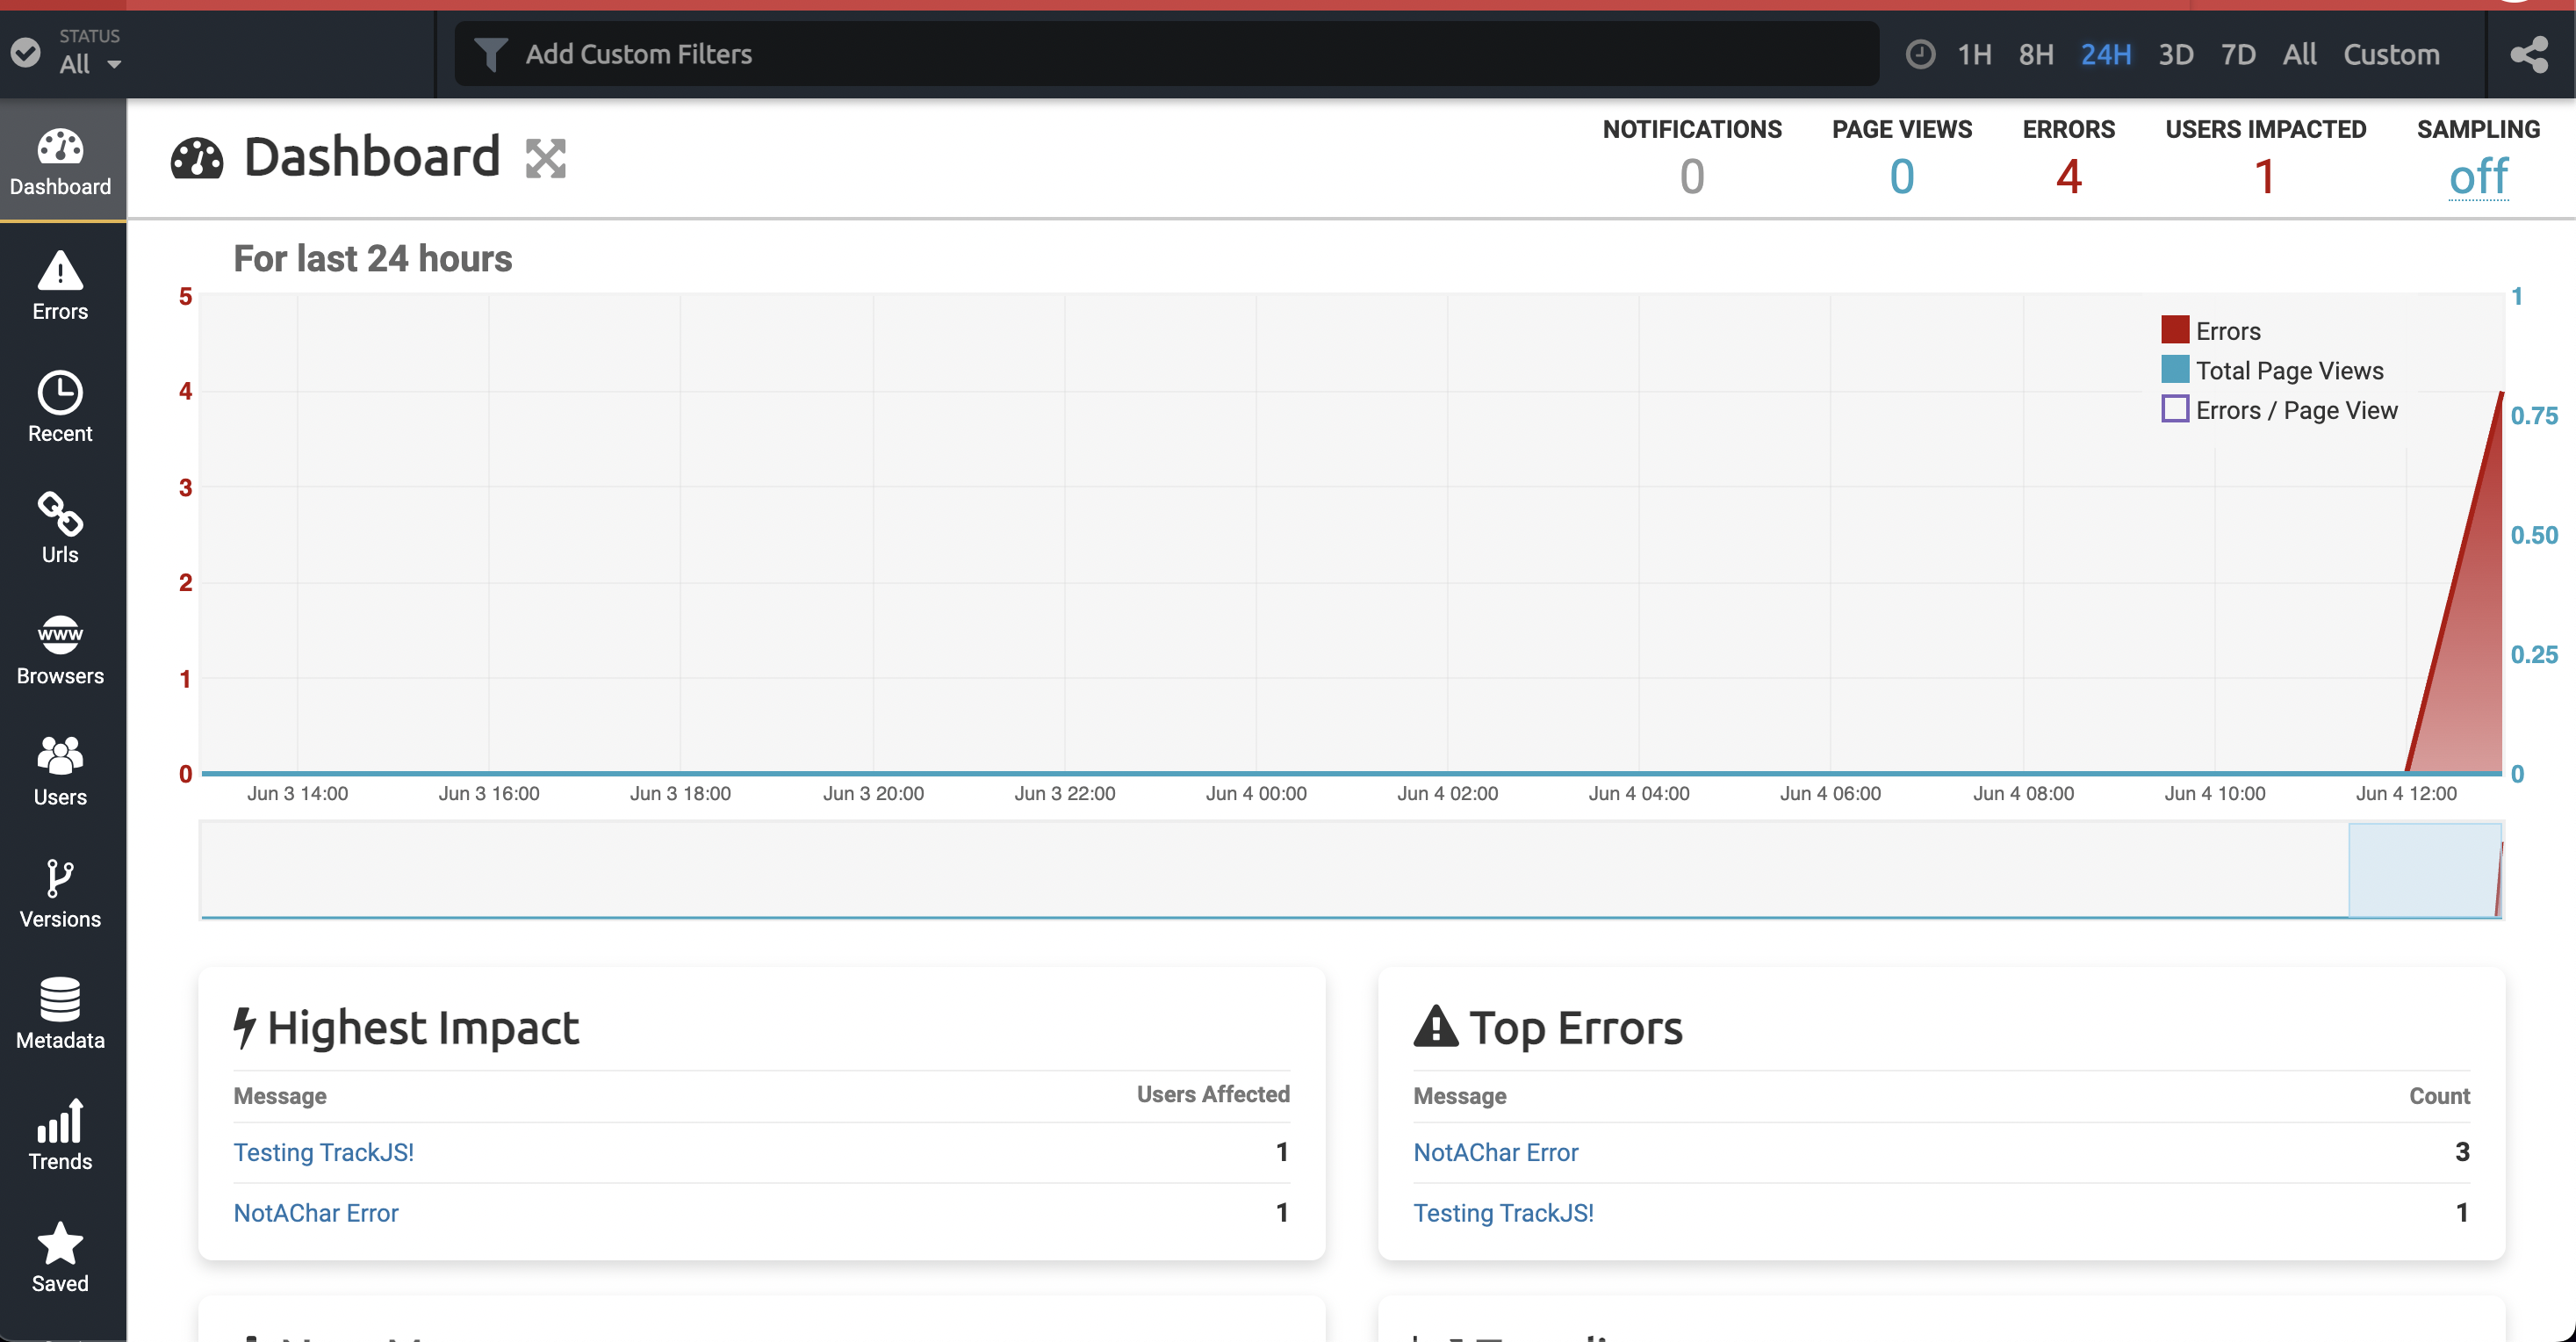 STATUS
All
Add Custom Filters
1H 8H 24H 3D 7D All Custom
Dashboard
Errors
Recent
Urls
www
Browsers
Users
Versions
Metadata
Trends
Saved
Dashboard
NOTIFICATIONS PAGE VIEWS ERRORS USERS IMPACTED SAMPLING
0 0 4 1 off
For last 24 hours
5
4
3
2
1
0
1
0.75
0.50
0.25
0
Errors
Total Page Views
Errors / Page View
Jun 3 14:00 Jun 3 16:00 Jun 3 18:00 Jun 3 20:00 Jun 3 22:00 Jun 4 00:00 Jun 4 02:00 Jun 4 04:00 Jun 4 06:00 Jun 4 08:00 Jun 4 10:00 Jun 4 12:00
Highest Impact
Message Users Affected
Testing TrackJS! 1
NotAChar Error 1
Top Errors
Message Count
NotAChar Error 3
Testing TrackJS! 1